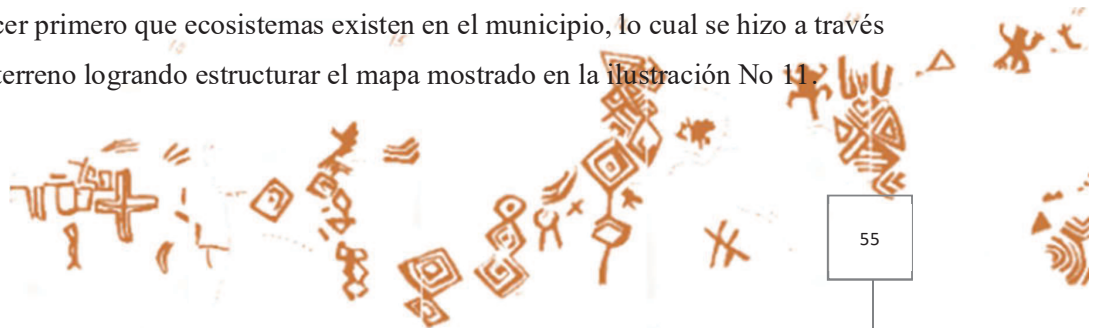 cer primero que ecosistemas existen en el municipio, lo cual se hizo a través
terreno logrando estructurar el mapa mostrado en la ilustración No 11.
55